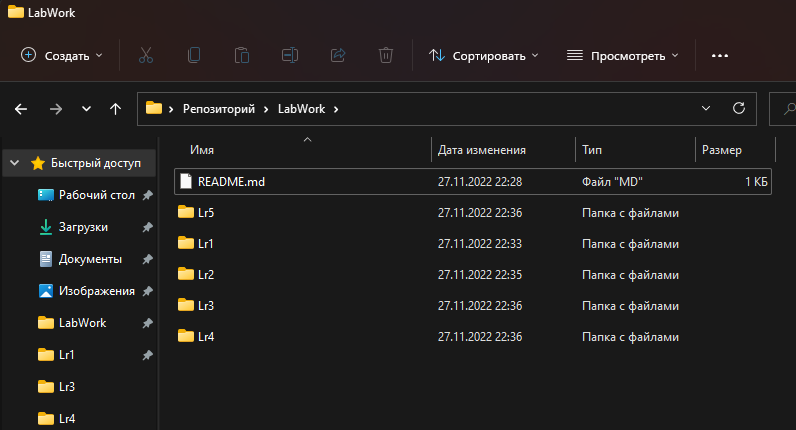 LabWork
Создать
Сортировать
Просмотреть
Репозиторий
LabWork
Имя
Дата изменения
Тип
Размер
Быстрый доступ
README.md
27.11.2022 22:28
Файл "MD"
1 КБ
Рабочий стол
Lr5
27.11.2022 22:36
Папка с файлами
Загрузки
Lr1
27.11.2022 22:33
Папка с файлами
Документы
Lr2
27.11.2022 22:35
Папка с файлами
Изображения
Lr3
27.11.2022 22:36
Папка с файлами
LabWork
Lr4
27.11.2022 22:36
Папка с файлами
Lr1
Lr3
Lr4